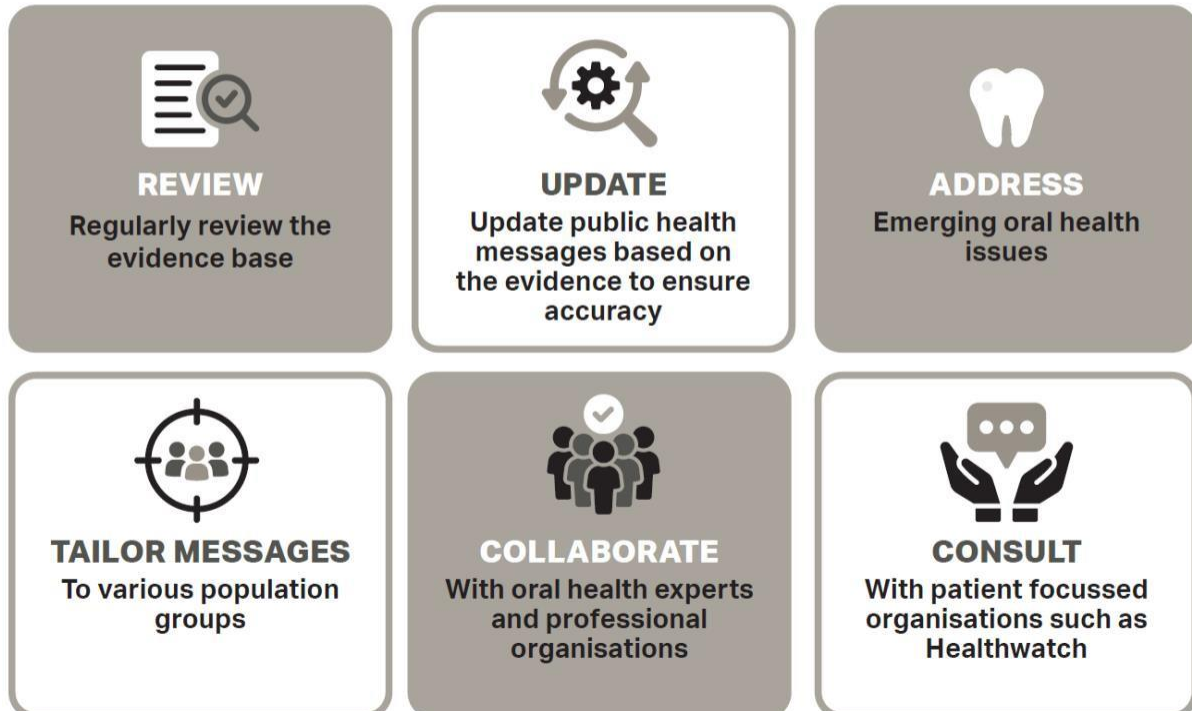 REVIEW
Regularly review the
evidence base
UPDATE
Update public health
messages based on
the evidence to ensure
accuracy
ADDRESS
Emerging oral health
issues
TAILOR MESSAGES
To various population
groups
COLLABORATE
With oral health experts
and professional
organisations
CONSULT
With patient focussed
organisations such as
Healthwatch